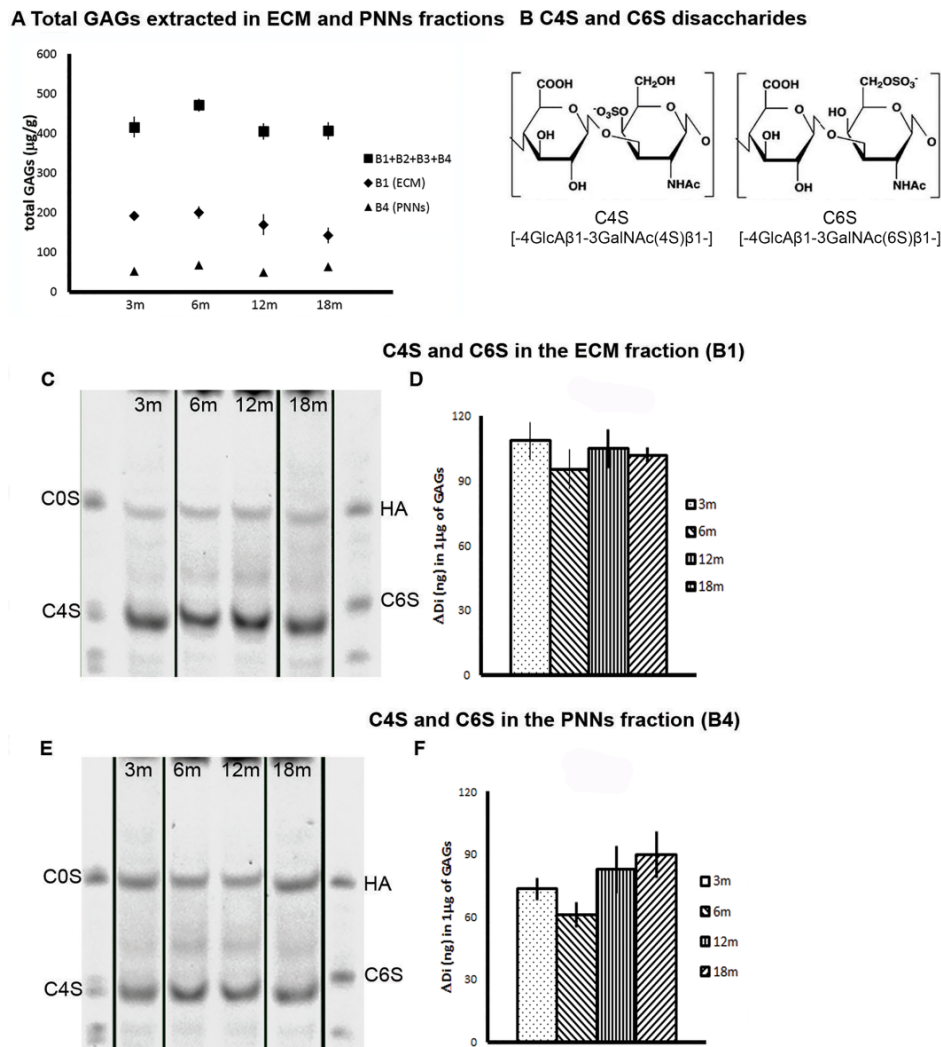 A Total GAGs extracted in ECM and PNNs fractions
B C4S and C6S disaccharides
600
500
400
300
200
100
0
total GAGs (µg/g)
3m 6m 12m 18m
B1+B2+B3+B4
B1 (ECM)
B4 (PNNs)
COOH
CH₂OH
⁻O₃SO
O
O
OH
O
O
OH
NHAc
C4S
[-4GlcAβ1-3GalNAc(4S)β1-]
COOH
CH₂OSO₃⁻
HO
O
O
OH
O
O
OH
NHAc
C6S
[-4GlcAβ1-3GalNAc(6S)β1-]
C4S and C6S in the ECM fraction (B1)
C
3m 6m 12m 18m
C0S
HA
C4S
C6S
D
120
90
60
30
0
ΔDi (ng) in 1µg of GAGs
3m
6m
12m
18m
C4S and C6S in the PNNs fraction (B4)
E
3m 6m 12m 18m
C0S
HA
C4S
C6S
F
120
90
60
30
0
ΔDi (ng) in 1µg of GAGs
3m
6m
12m
18m